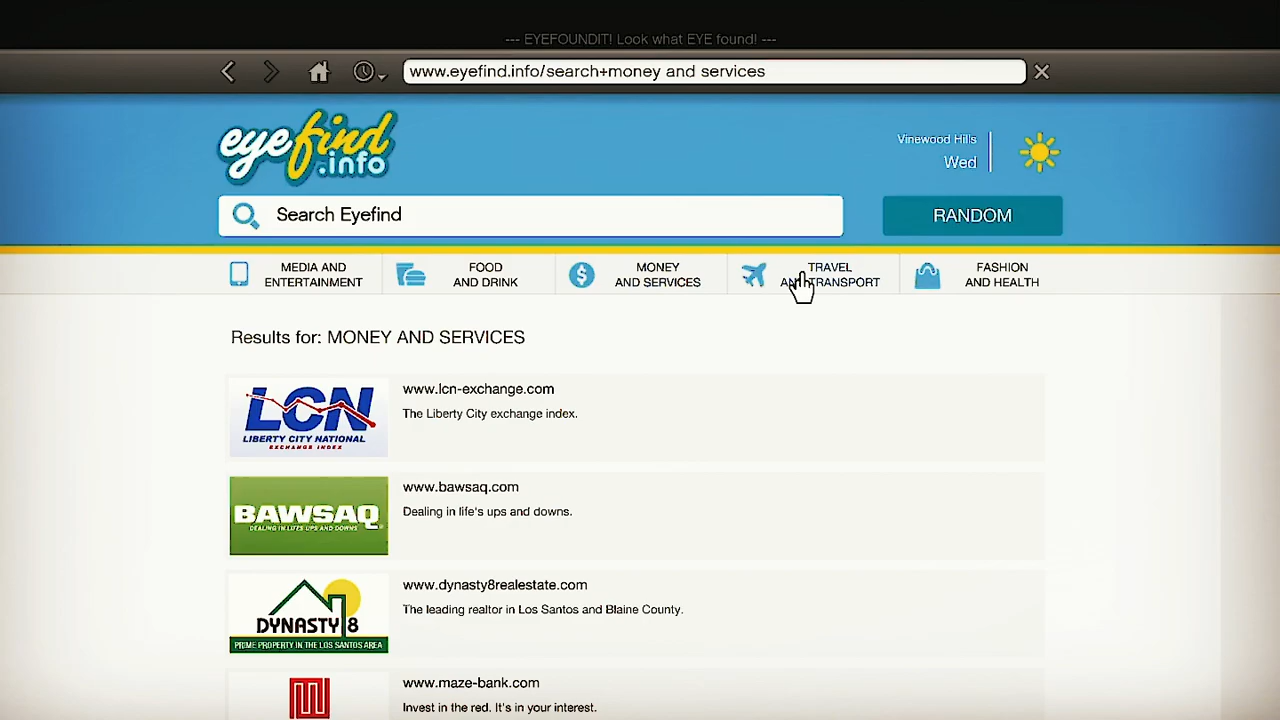 --- EYEFOUNDIT! Look what EYE found! ---
www.eyefind.info/search+money and services
eyefind
.info
Vinewood Hills
Wed
Search Eyefind
RANDOM
MEDIA AND
ENTERTAINMENT
FOOD
AND DRINK
MONEY
AND SERVICES
TRAVEL
AND TRANSPORT
FASHION
AND HEALTH
Results for: MONEY AND SERVICES
LCN
LIBERTY CITY NATIONAL
EXCHANGE INDEX
www.lcn-exchange.com
The Liberty City exchange index.
BAWSAQ
DEALING IN LIFE'S UPS AND DOWNS
www.bawsaq.com
Dealing in life's ups and downs.
DYNASTY 8
PRIME PROPERTY IN THE LOS SANTOS AREA
www.dynasty8realestate.com
The leading realtor in Los Santos and Blaine County.
www.maze-bank.com
Invest in the red. It's in your interest.